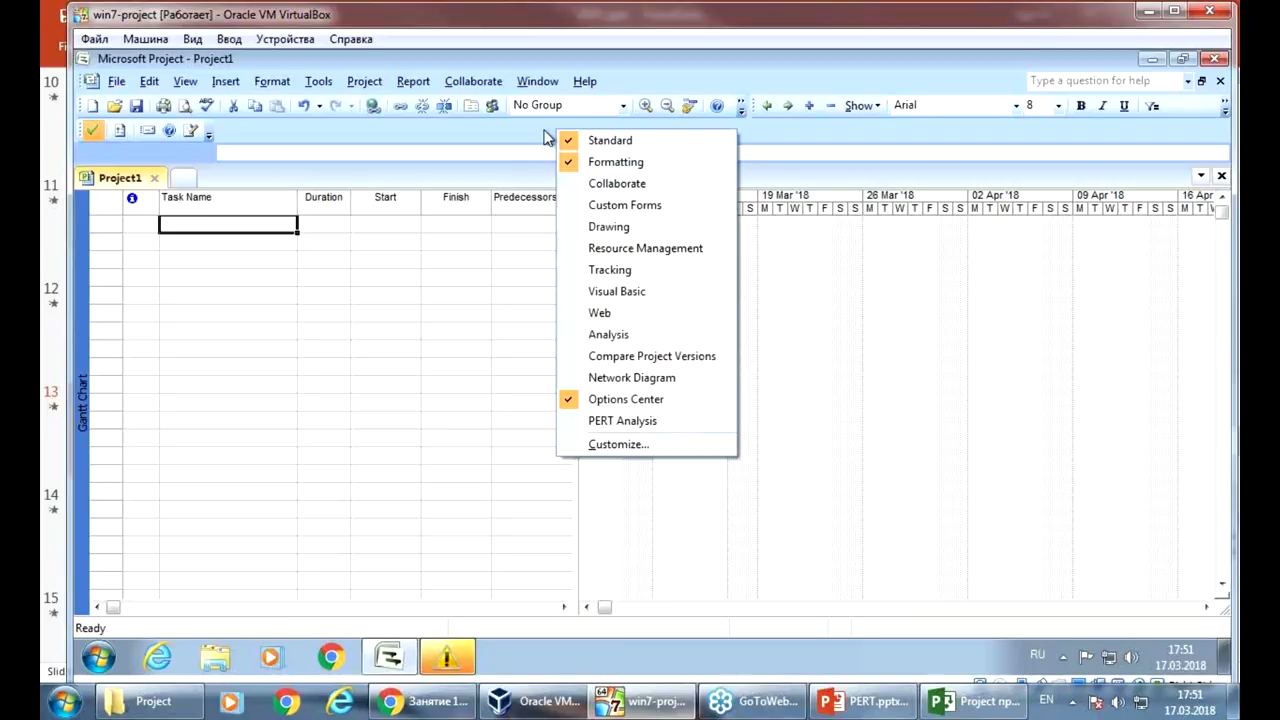 win7-project [Работает] - Oracle VM VirtualBox
Файл Машина Вид Ввод Устройства Справка
Microsoft Project - Project1
File Edit View Insert Format Tools Project Report Collaborate Window Help
Type a question for help
No Group
Show
Arial
8
B I U
Project1
Task Name Duration Start Finish Predecessors
19 Mar '18 26 Mar '18 02 Apr '18 09 Apr '18 16 Apr
S M T W T F S S M T W T F S S M T W T F S S M T W T F S S M T W
Standard
Formatting
Collaborate
Custom Forms
Drawing
Resource Management
Tracking
Visual Basic
Web
Analysis
Compare Project Versions
Network Diagram
Options Center
PERT Analysis
Customize...
Gantt Chart
10
11
12
13
14
15
Ready
RU
17:51
17.03.2018
Slid
Project
Занятие 1...
Oracle VM...
64
win7-proj...
GoToWeb...
PERT.pptx...
Project пр...
EN
17:51
17.03.2018